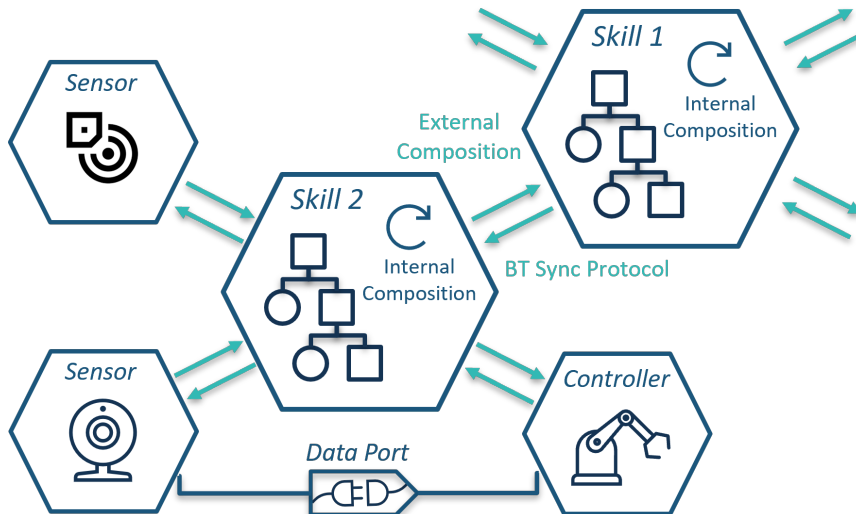 Skill 1
Sensor
Internal
Composition
External
Composition
Skill 2
Internal
Composition
BT Sync Protocol
Sensor
Controller
Data Port